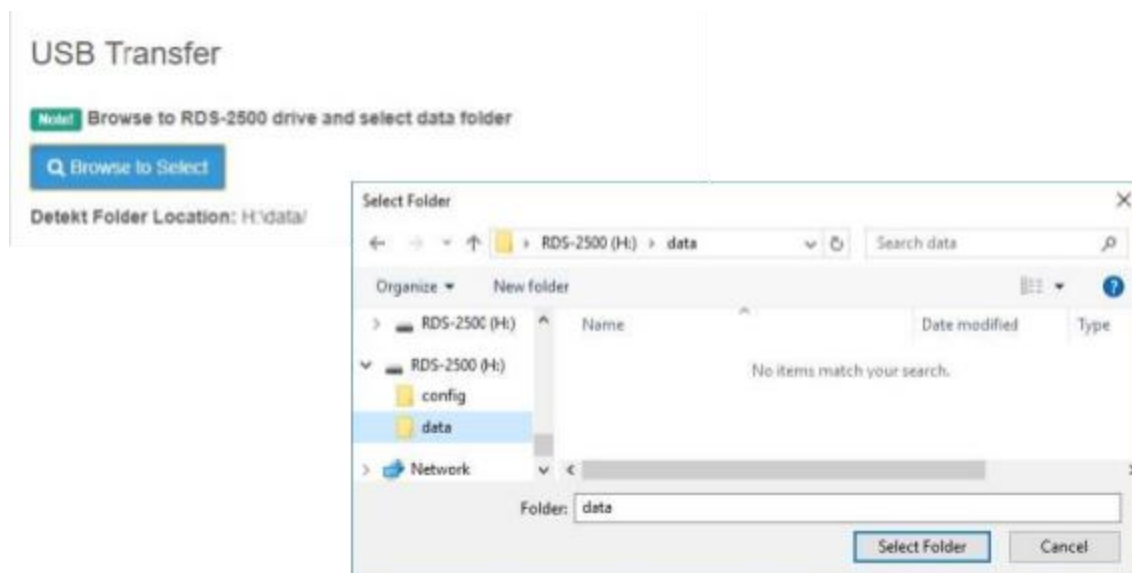 USB Transfer
Note! Browse to RDS-2500 drive and select data folder
Browse to Select
Detekt Folder Location: H:\data/
Select Folder
RDS-2500 (H:) › data
Search data
Organize
New folder
RDS-2500 (H:)
Name
Date modified
Type
RDS-2500 (H:)
No items match your search.
config
data
Network
Folder: data
Select Folder
Cancel